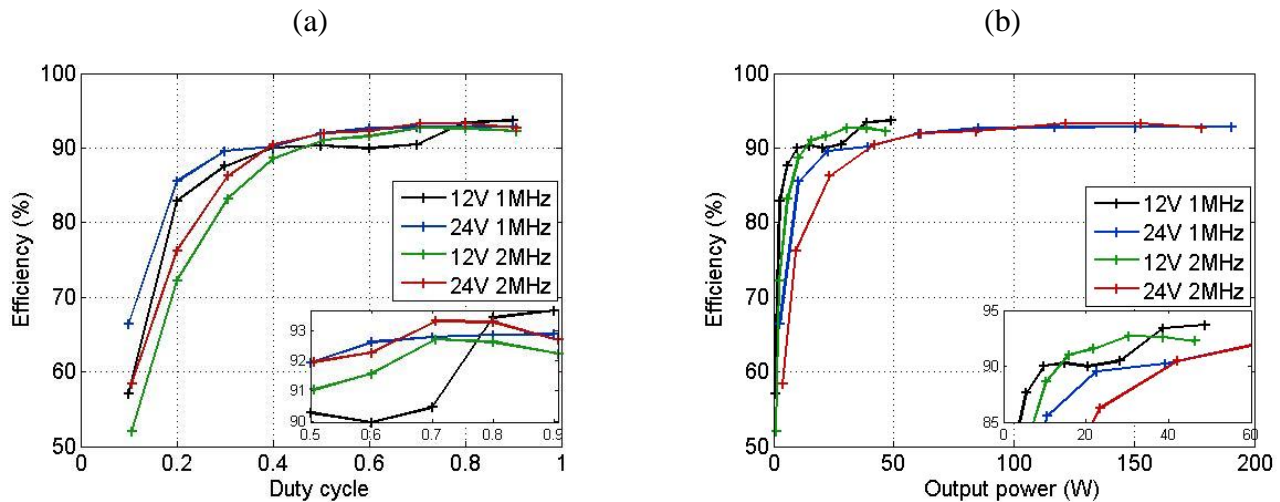 (a)
(b)
100
90
80
70
60
50
Efficiency (%)
0
0.2
0.4
0.6
0.8
1
Duty cycle
12V 1MHz
24V 1MHz
12V 2MHz
24V 2MHz
93
92
91
90
0.5
0.6
0.7
0.8
0.9
100
90
80
70
60
50
Efficiency (%)
0
50
100
150
200
Output power (W)
12V 1MHz
24V 1MHz
12V 2MHz
24V 2MHz
95
90
85
0
20
40
60